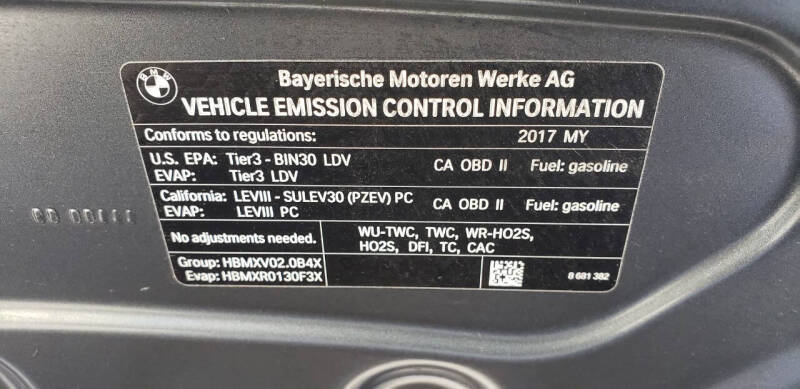 BMW
Bayerische Motoren Werke AG
VEHICLE EMISSION CONTROL INFORMATION
Conforms to regulations: 2017 MY
U.S. EPA: Tier3 - BIN30 LDV CA OBD II Fuel: gasoline
EVAP: Tier3 LDV
California: LEVIII - SULEV30 (PZEV) PC CA OBD II Fuel: gasoline
EVAP: LEVIII PC
No adjustments needed. WU-TWC, TWC, WR-HO2S,
HO2S, DFI, TC, CAC
Group: HBMXV02.0B4X
Evap: HBMXR0130F3X 8 681 382